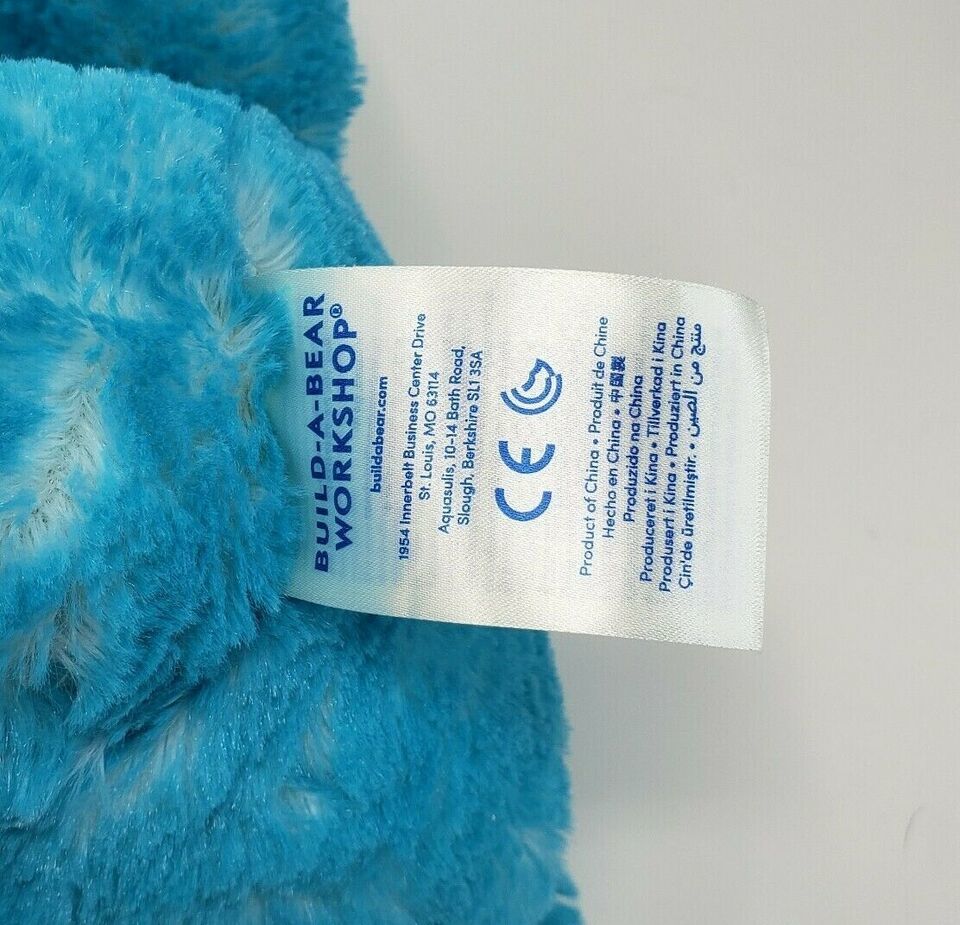 BUILD-A-BEAR
WORKSHOP®
buildabear.com
1954 Innerbelt Business Center Drive
St. Louis, MO 63114
Aquasulis, 10-14 Bath Road,
Slough, Berkshire SL1 3SA
CE
Product of China • Produit de Chine
Hecho en China • 中國製
Produzido na China
Produceret i Kina • Tillverkad i Kina
Produsert i Kina • Produziert in China
Çin'de üretilmiştir. • منتج من الصين